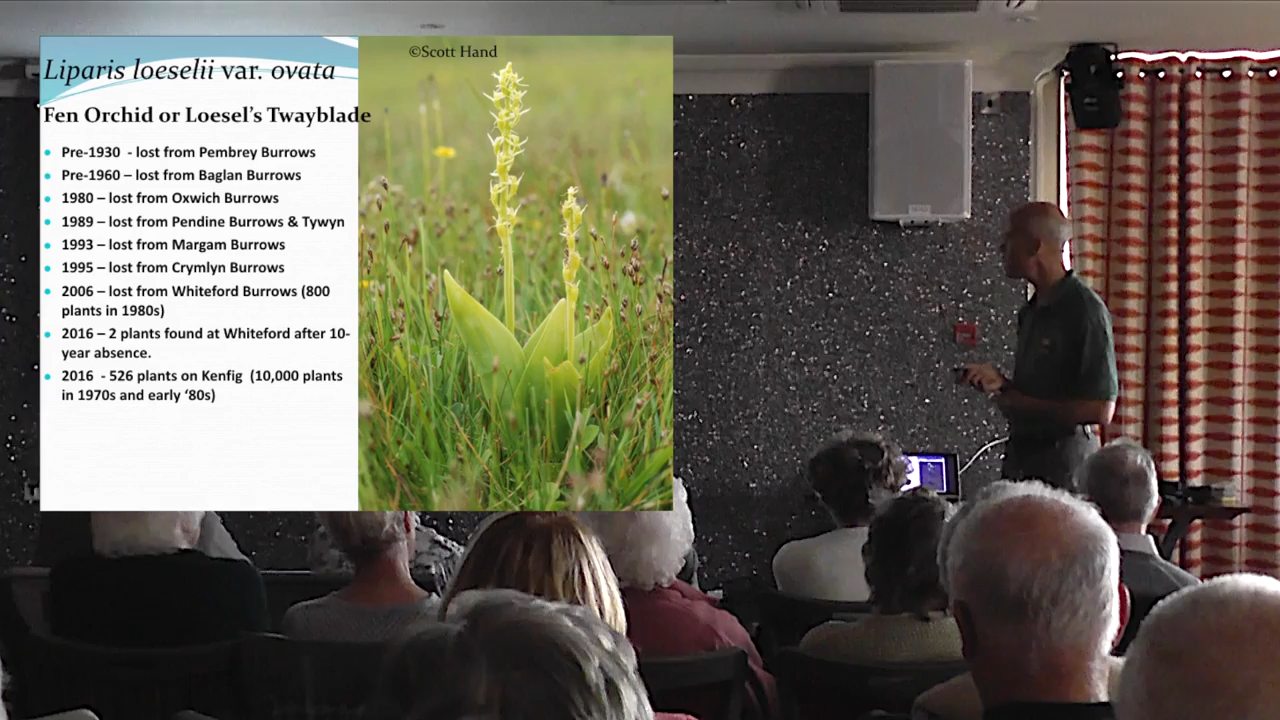 ©Scott Hand
Liparis loeselii var. ovata
Fen Orchid or Loesel's Twayblade
Pre-1930 - lost from Pembrey Burrows
Pre-1960 – lost from Baglan Burrows
1980 – lost from Oxwich Burrows
1989 – lost from Pendine Burrows & Tywyn
1993 – lost from Margam Burrows
1995 – lost from Crymlyn Burrows
2006 – lost from Whiteford Burrows (800
plants in 1980s)
2016 – 2 plants found at Whiteford after 10-
year absence.
2016 - 526 plants on Kenfig (10,000 plants
in 1970s and early ‘80s)